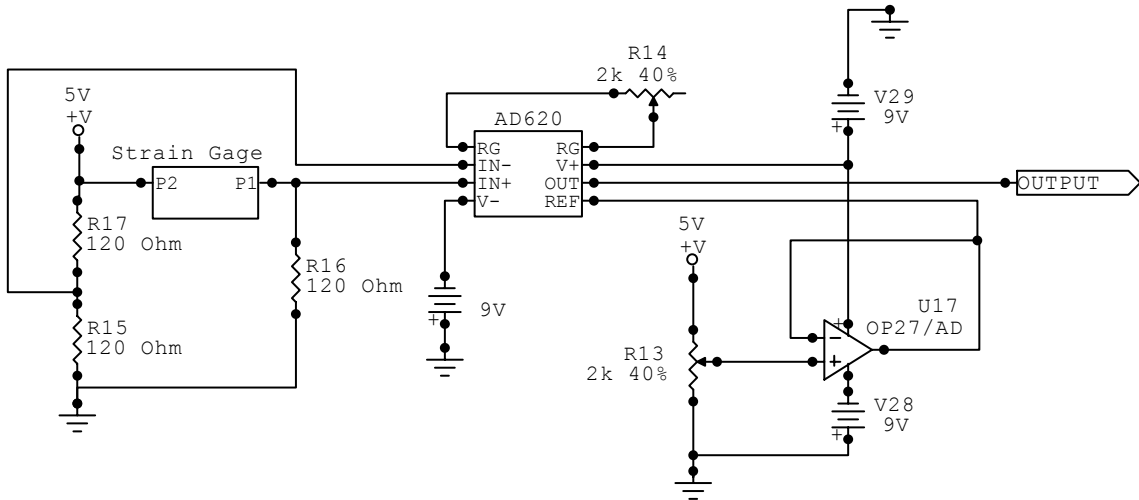 5V
+V
Strain Gage
P2
P1
R17
120 Ohm
R15
120 Ohm
R16
120 Ohm
R14
2k 40%
AD620
RG
IN-
IN+
V-
RG
V+
OUT
REF
+
9V
+
V29
9V
OUTPUT
5V
+V
R13
2k 40%
+
−
+
U17
OP27/AD
+
V28
9V